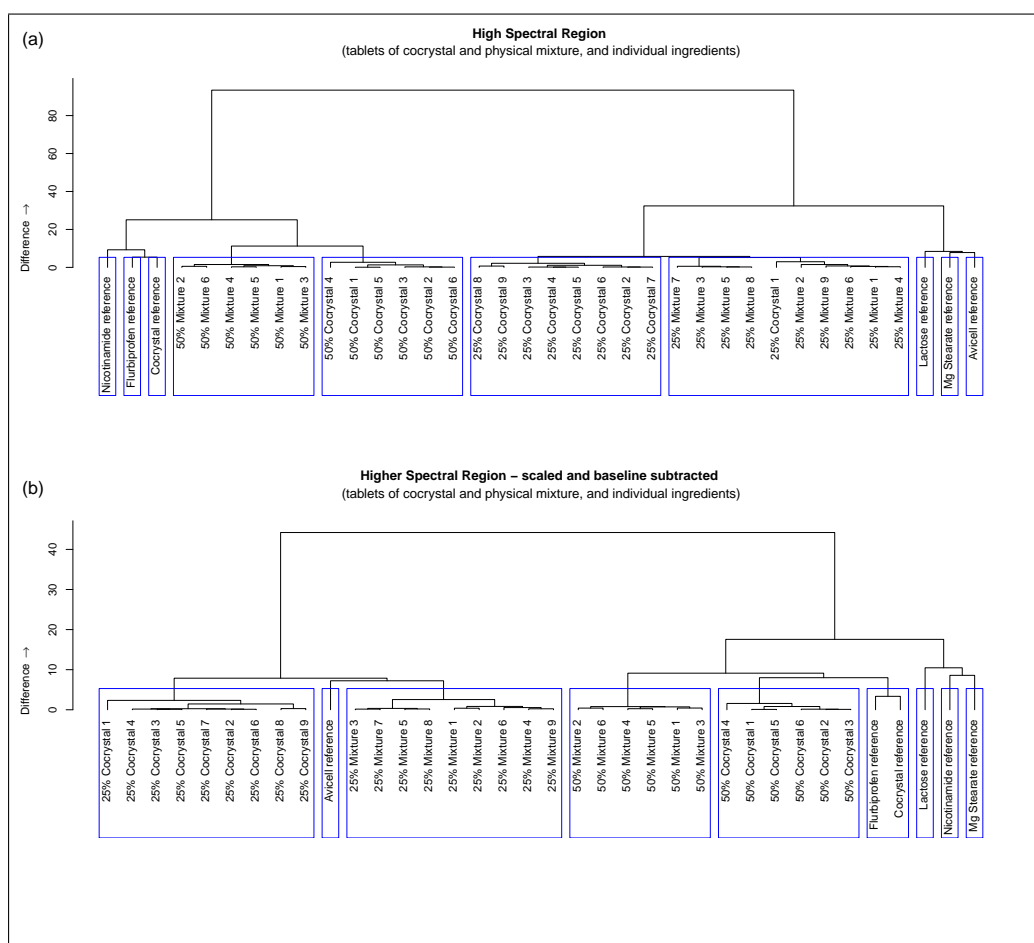 (a)
High Spectral Region
(tablets of cocrystal and physical mixture, and individual ingredients)
Difference →
0
20
40
60
80
Nicotinamide reference
Flurbiprofen reference
Cocrystal reference
50% Mixture 2
50% Mixture 6
50% Mixture 4
50% Mixture 5
50% Mixture 1
50% Mixture 3
50% Cocrystal 4
50% Cocrystal 1
50% Cocrystal 5
50% Cocrystal 3
50% Cocrystal 2
50% Cocrystal 6
25% Cocrystal 8
25% Cocrystal 9
25% Cocrystal 3
25% Cocrystal 4
25% Cocrystal 5
25% Cocrystal 6
25% Cocrystal 2
25% Cocrystal 7
25% Mixture 7
25% Mixture 3
25% Mixture 5
25% Mixture 8
25% Cocrystal 1
25% Mixture 2
25% Mixture 9
25% Mixture 6
25% Mixture 1
25% Mixture 4
Lactose reference
Mg Stearate reference
Avicell reference
(b)
Higher Spectral Region − scaled and baseline subtracted
(tablets of cocrystal and physical mixture, and individual ingredients)
Difference →
0
10
20
30
40
25% Cocrystal 1
25% Cocrystal 4
25% Cocrystal 3
25% Cocrystal 5
25% Cocrystal 7
25% Cocrystal 2
25% Cocrystal 6
25% Cocrystal 8
25% Cocrystal 9
Avicell reference
25% Mixture 3
25% Mixture 7
25% Mixture 5
25% Mixture 8
25% Mixture 1
25% Mixture 2
25% Mixture 6
25% Mixture 4
25% Mixture 9
50% Mixture 2
50% Mixture 6
50% Mixture 4
50% Mixture 5
50% Mixture 1
50% Mixture 3
50% Cocrystal 4
50% Cocrystal 1
50% Cocrystal 5
50% Cocrystal 6
50% Cocrystal 2
50% Cocrystal 3
Flurbiprofen reference
Cocrystal reference
Lactose reference
Nicotinamide reference
Mg Stearate reference